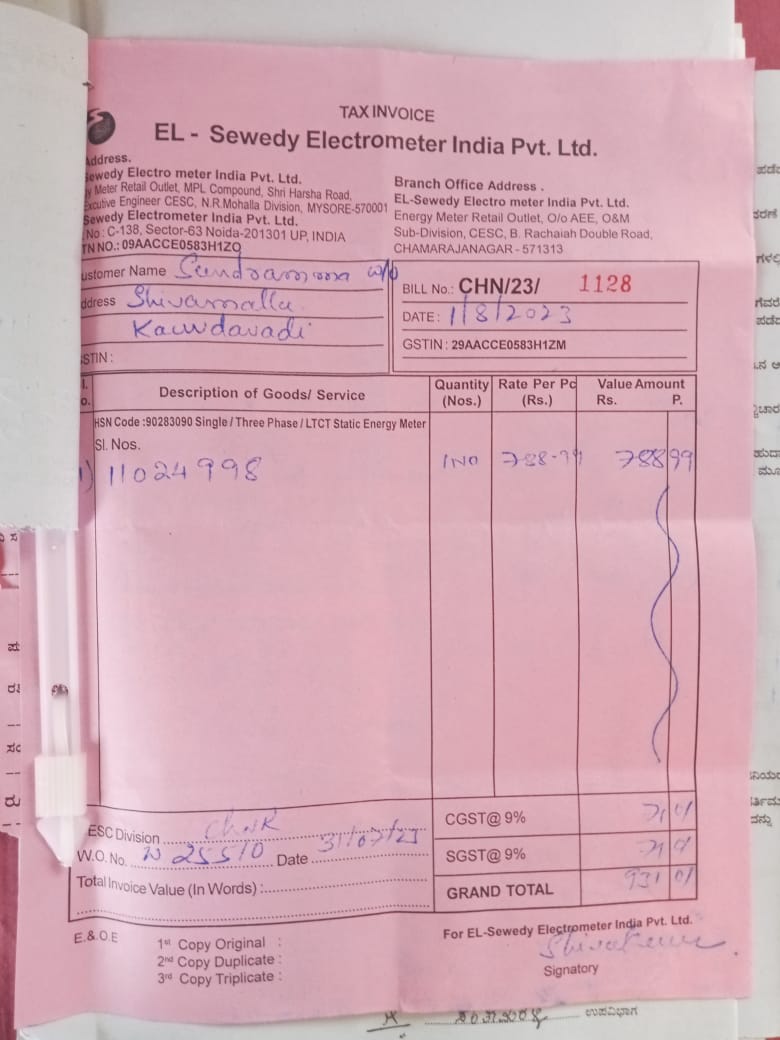 TAX INVOICE
EL - Sewedy Electrometer India Pvt. Ltd.
Address.
Sewedy Electro meter India Pvt. Ltd.
Meter Retail Outlet, MPL Compound, Shri Harsha Road,
Engineer CESC, N.R.Mohalla Division, MYSORE-570001
Sewedy Electrometer India Pvt. Ltd.
No : C-138, Sector-63 Noida-201301 UP, INDIA
TN NO.: 09AACCE0583H1ZQ
Branch Office Address .
EL-Sewedy Electro meter India Pvt. Ltd.
Energy Meter Retail Outlet, O/o AEE, O&M
Sub-Division, CESC, B. Rachaiah Double Road,
CHAMARAJANAGAR - 571313
ustomer Name Sundramma w/o
ddress Shivamallu
Kaundavadi
STIN :
BILL No.: CHN/23/ 1128
DATE : 1/8/2023
GSTIN : 29AACCE0583H1ZM
Description of Goods/ Service Quantity (Nos.) Rate Per Pc (Rs.) Value Amount Rs. P.
HSN Code :90283090 Single / Three Phase / LTCT Static Energy Meter
Sl. Nos.
1) 11024998 1NO 788-99 788 99
ESC Division CHNR
W.O. No. 25510 Date 31/07/23
Total Invoice Value (In Words) :
CGST@ 9% 71 01
SGST@ 9% 71 01
GRAND TOTAL 931 01
E.& O.E
1st Copy Original :
2nd Copy Duplicate :
3rd Copy Triplicate :
For EL-Sewedy Electrometer India Pvt. Ltd.
Signatory
ಉಪವಿಭಾಗ